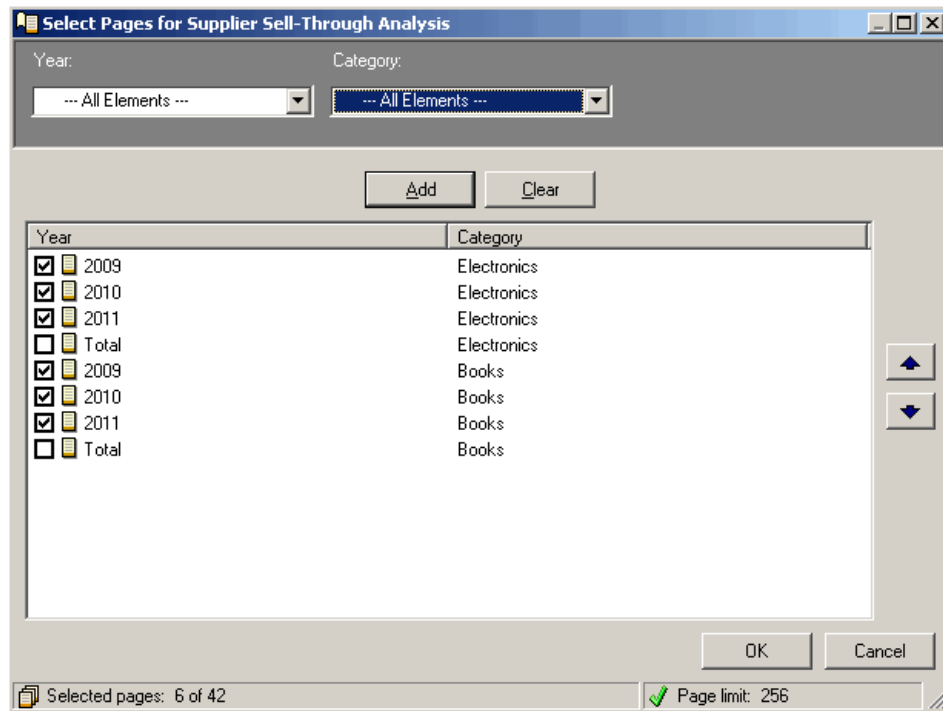 Select Pages for Supplier Sell-Through Analysis
Year: Category:
--- All Elements --- --- All Elements ---
Add Clear
Year Category
2009 Electronics
2010 Electronics
2011 Electronics
Total Electronics
2009 Books
2010 Books
2011 Books
Total Books
OK Cancel
Selected pages: 6 of 42 Page limit: 256